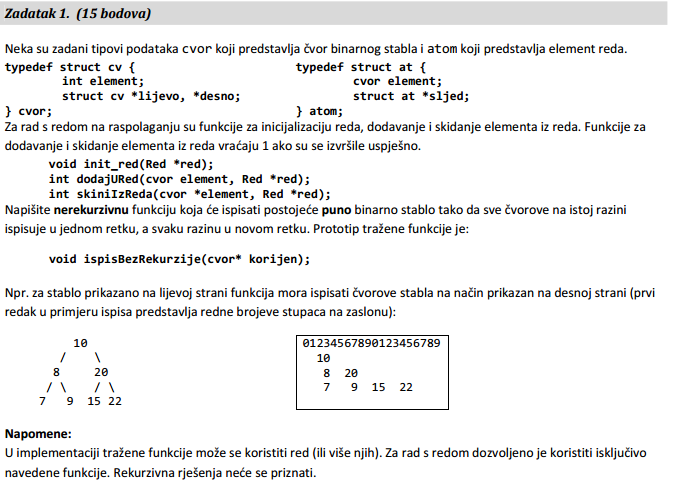 Zadatak 1. (15 bodova)
Neka su zadani tipovi podataka cvor koji predstavlja čvor binarnog stabla i atom koji predstavlja element reda.
typedef struct cv { typedef struct at {
int element; cvor element;
struct cv *lijevo, *desno; struct at *sljed;
} cvor; } atom;
Za rad s redom na raspolaganju su funkcije za inicijalizaciju reda, dodavanje i skidanje elementa iz reda. Funkcije za
dodavanje i skidanje elementa iz reda vraćaju 1 ako su se izvršile uspješno.
void init_red(Red *red);
int dodajURed(cvor element, Red *red);
int skiniIzReda(cvor *element, Red *red);
Napišite nerekurzivnu funkciju koja će ispisati postojeće puno binarno stablo tako da sve čvorove na istoj razini
ispisuje u jednom retku, a svaku razinu u novom retku. Prototip tražene funkcije je:
void ispisBezRekurzije(cvor* korijen);
Npr. za stablo prikazano na lijevoj strani funkcija mora ispisati čvorove stabla na način prikazan na desnoj strani (prvi
redak u primjeru ispisa predstavlja redne brojeve stupaca na zaslonu):
10
/ \
8 20
/ \ / \
7 9 15 22
01234567890123456789
10
8 20
7 9 15 22
Napomene:
U implementaciji tražene funkcije može se koristiti red (ili više njih). Za rad s redom dozvoljeno je koristiti isključivo
navedene funkcije. Rekurzivna rješenja neće se priznati.